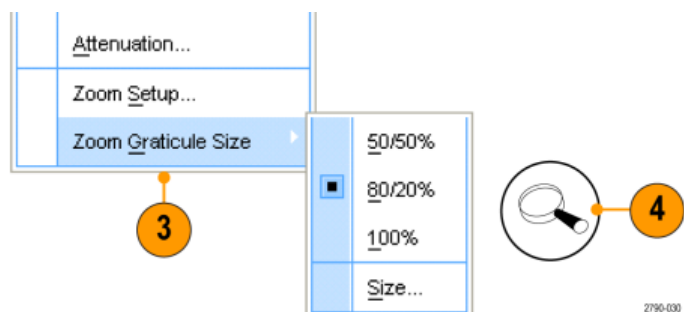 Attenuation...
Zoom Setup...
Zoom Graticule Size
50/50%
80/20%
100%
Size...
3
4
2790-030